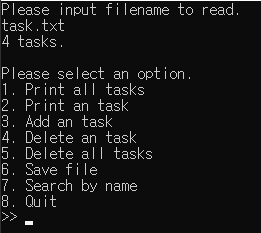 Please input filename to read.
task.txt
4 tasks.

Please select an option.
1. Print all tasks
2. Print an task
3. Add an task
4. Delete an task
5. Delete all tasks
6. Save file
7. Search by name
8. Quit
>>